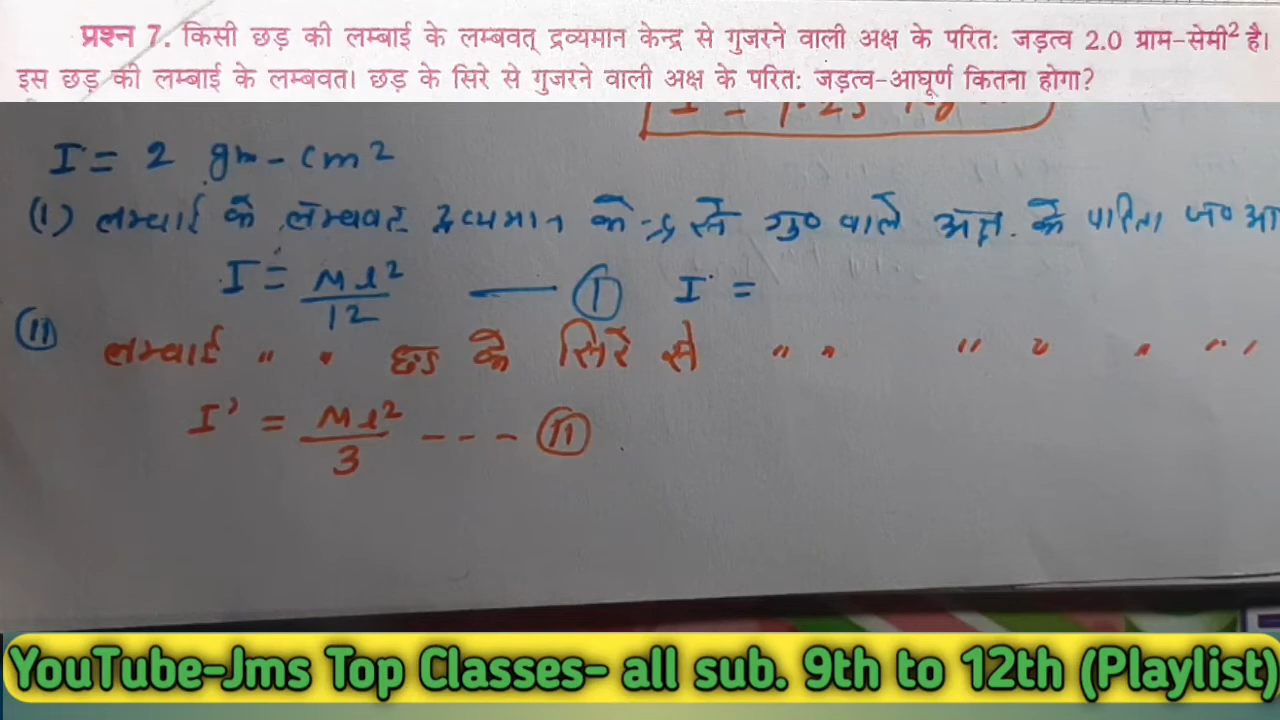 प्रश्न 7. किसी छड़ की लम्बाई के लम्बवत् द्रव्यमान केन्द्र से गुजरने वाली अक्ष के परित: जड़त्व 2.0 ग्राम-सेमी² है।
इस छड़ की लम्बाई के लम्बवत। छड़ के सिरे से गुजरने वाली अक्ष के परित: जड़त्व-आघूर्ण कितना होगा?
I = 2 gm - cm²
(I) लम्बाई के लम्बवत द्रव्यमान केन्द्र से गु० वाले अक्ष के परितः ज० आ
I = Ml²/12 — (I) I =
(II) लम्बाई " " छड के सिरे से " " " " " " "
I' = Ml²/3 - - - (II)
YouTube-Jms Top Classes- all sub. 9th to 12th (Playlist)